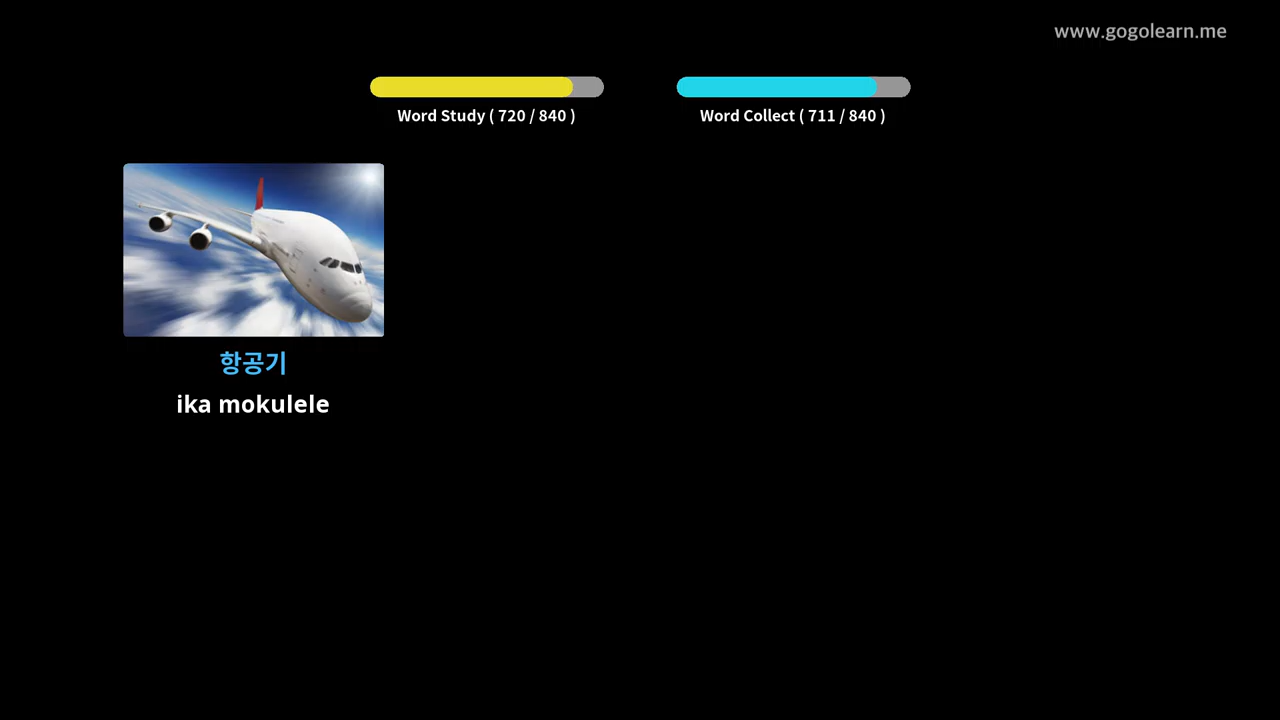 www.gogolearn.me
Word Study ( 720 / 840 )
Word Collect ( 711 / 840 )
항공기
ika mokulele